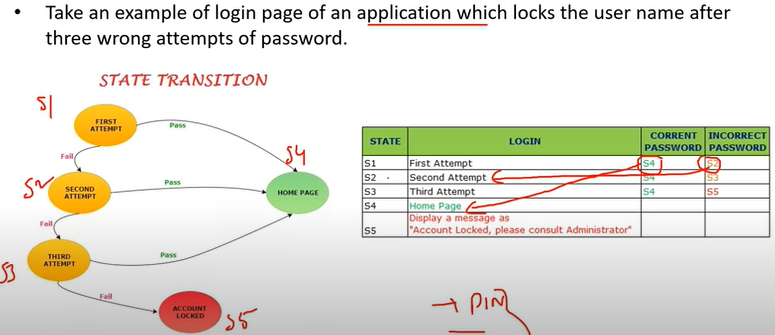 • Take an example of login page of an application which locks the user name after
three wrong attempts of password.
STATE TRANSITION
S1
FIRST
ATTEMPT
Pass
Fail
S2
SECOND
ATTEMPT
Pass
S4
HOME PAGE
Fail
S3
THIRD
ATTEMPT
Pass
Fail
ACCOUNT
LOCKED
S5
STATE LOGIN CORRENT PASSWORD INCORRECT PASSWORD
S1 First Attempt S4 S2
S2 Second Attempt S4 S3
S3 Third Attempt S4 S5
S4 Home Page
S5 Display a message as
"Account Locked, please consult Administrator"
→ PIN